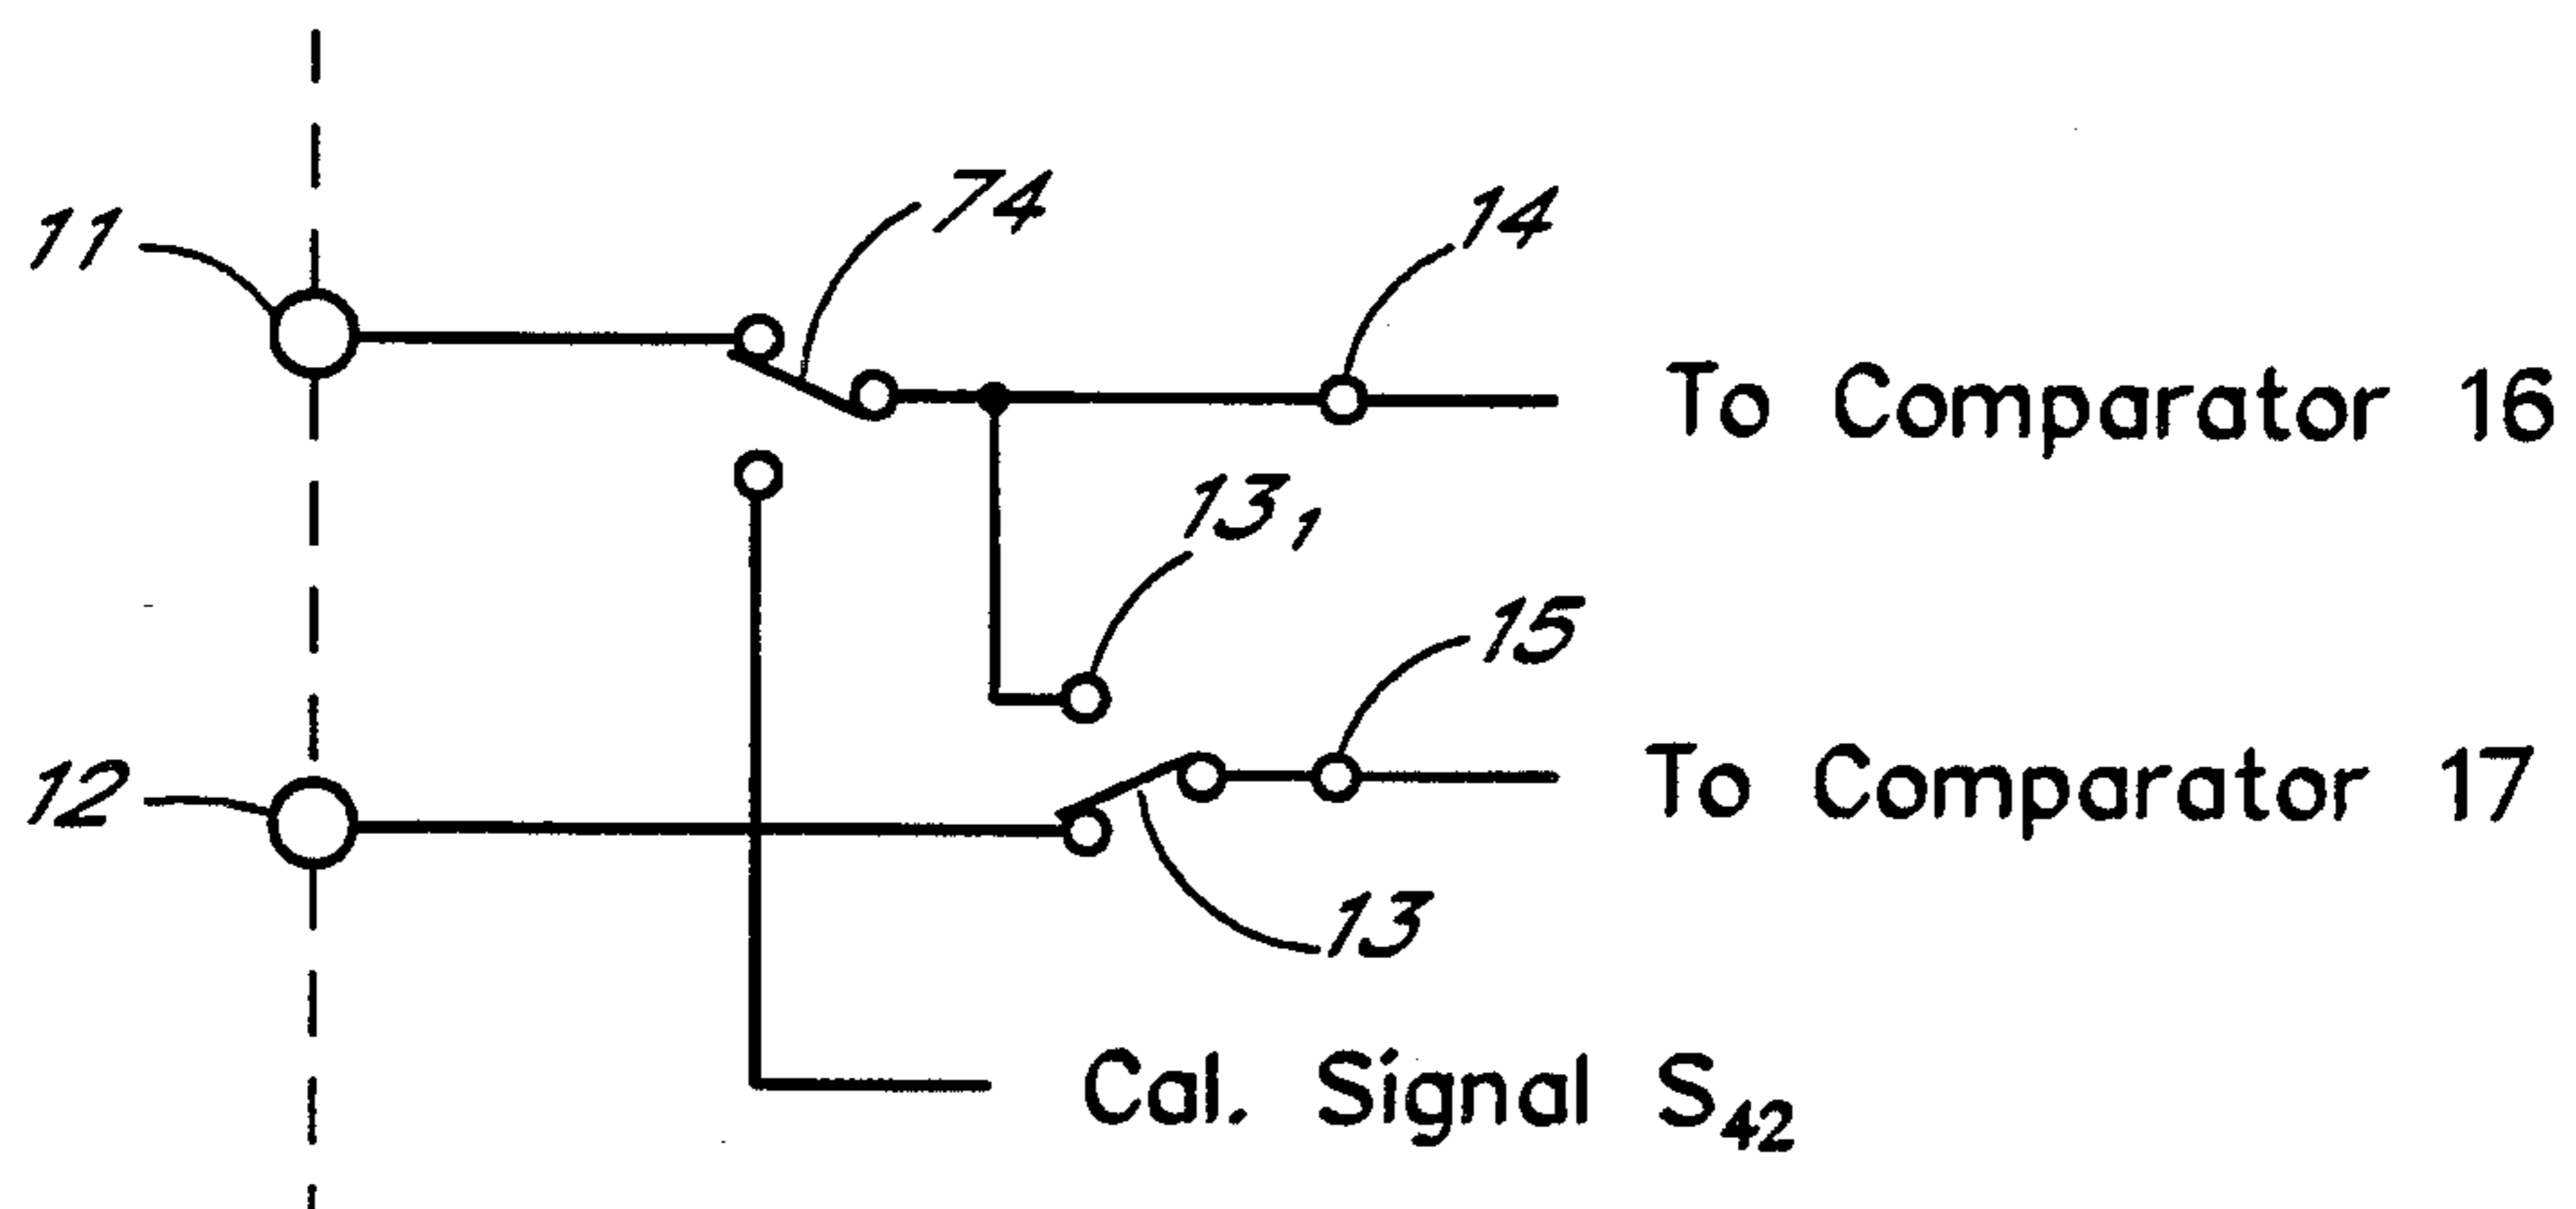 74
14
11
To Comparator 16
13₁
15
12
To Comparator 17
13
Cal. Signal S₄₂